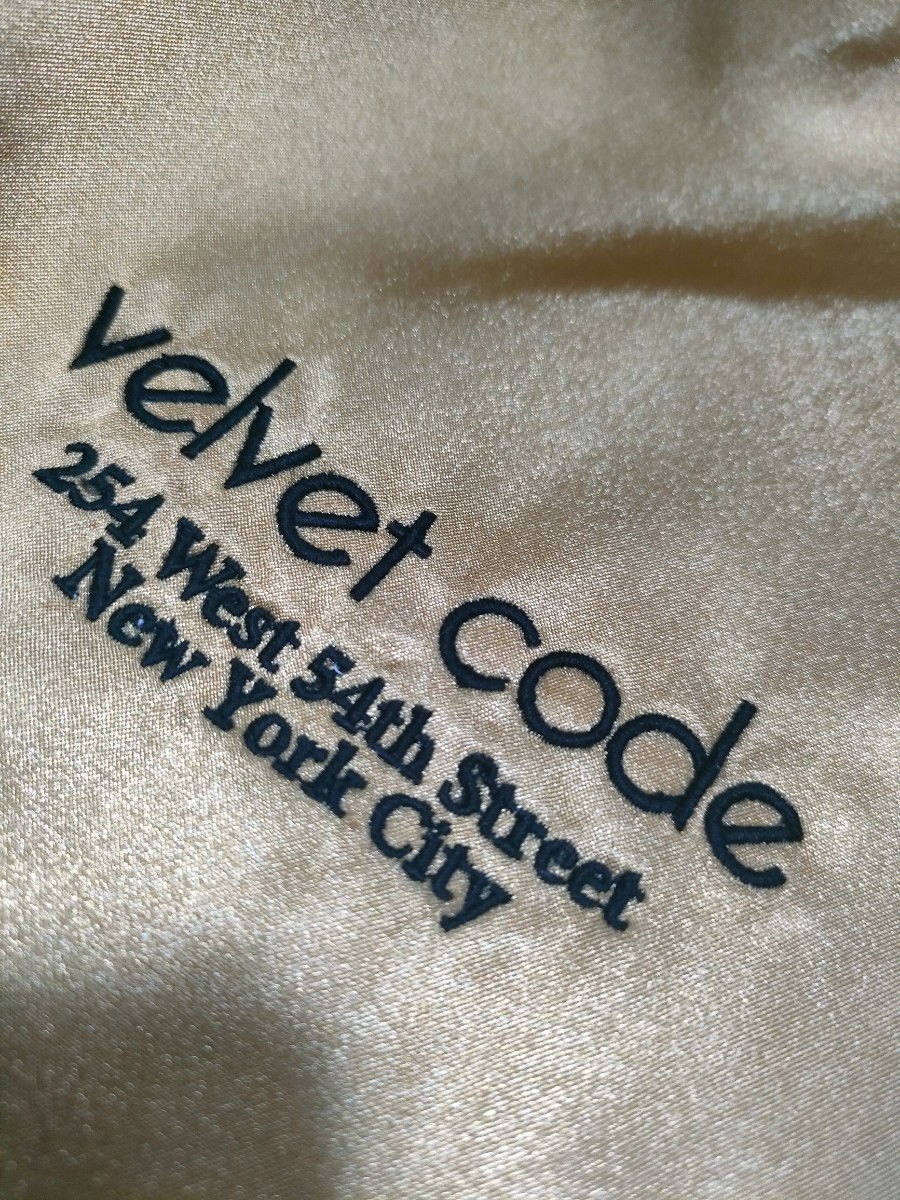 velvet code
254 West 54th Street
New York City